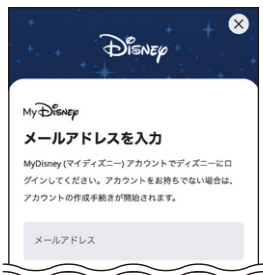 Disney
My Disney
メールアドレスを入力
MyDisney (マイディズニー) アカウントでディズニーにロ
グインしてください。アカウントをお持ちでない場合は、
アカウントの作成手続きが開始されます。
メールアドレス